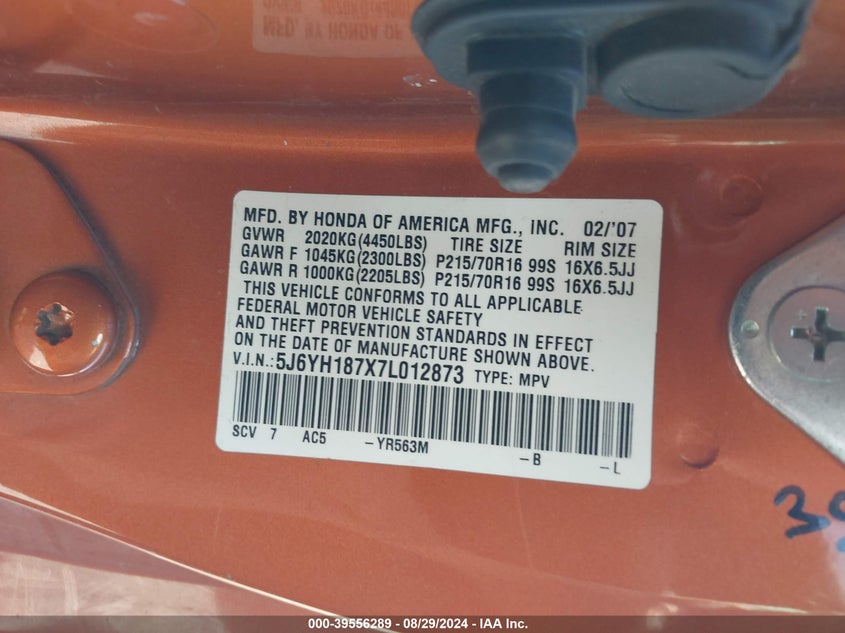 MFD. BY HONDA OF AMERICA MFG., INC. 02/'07
GVWR 2020KG(4450LBS) TIRE SIZE RIM SIZE
GAWR F 1045KG(2300LBS) P215/70R16 99S 16X6.5JJ
GAWR R 1000KG(2205LBS) P215/70R16 99S 16X6.5JJ
THIS VEHICLE CONFORMS TO ALL APPLICABLE
FEDERAL MOTOR VEHICLE SAFETY
AND THEFT PREVENTION STANDARDS IN EFFECT
ON THE DATE OF MANUFACTURE SHOWN ABOVE.
V.I.N.: 5J6YH187X7L012873 TYPE: MPV
SCV 7 AC5 -YR563M -B -L
000-39556289 - 08/29/2024 - IAA Inc.